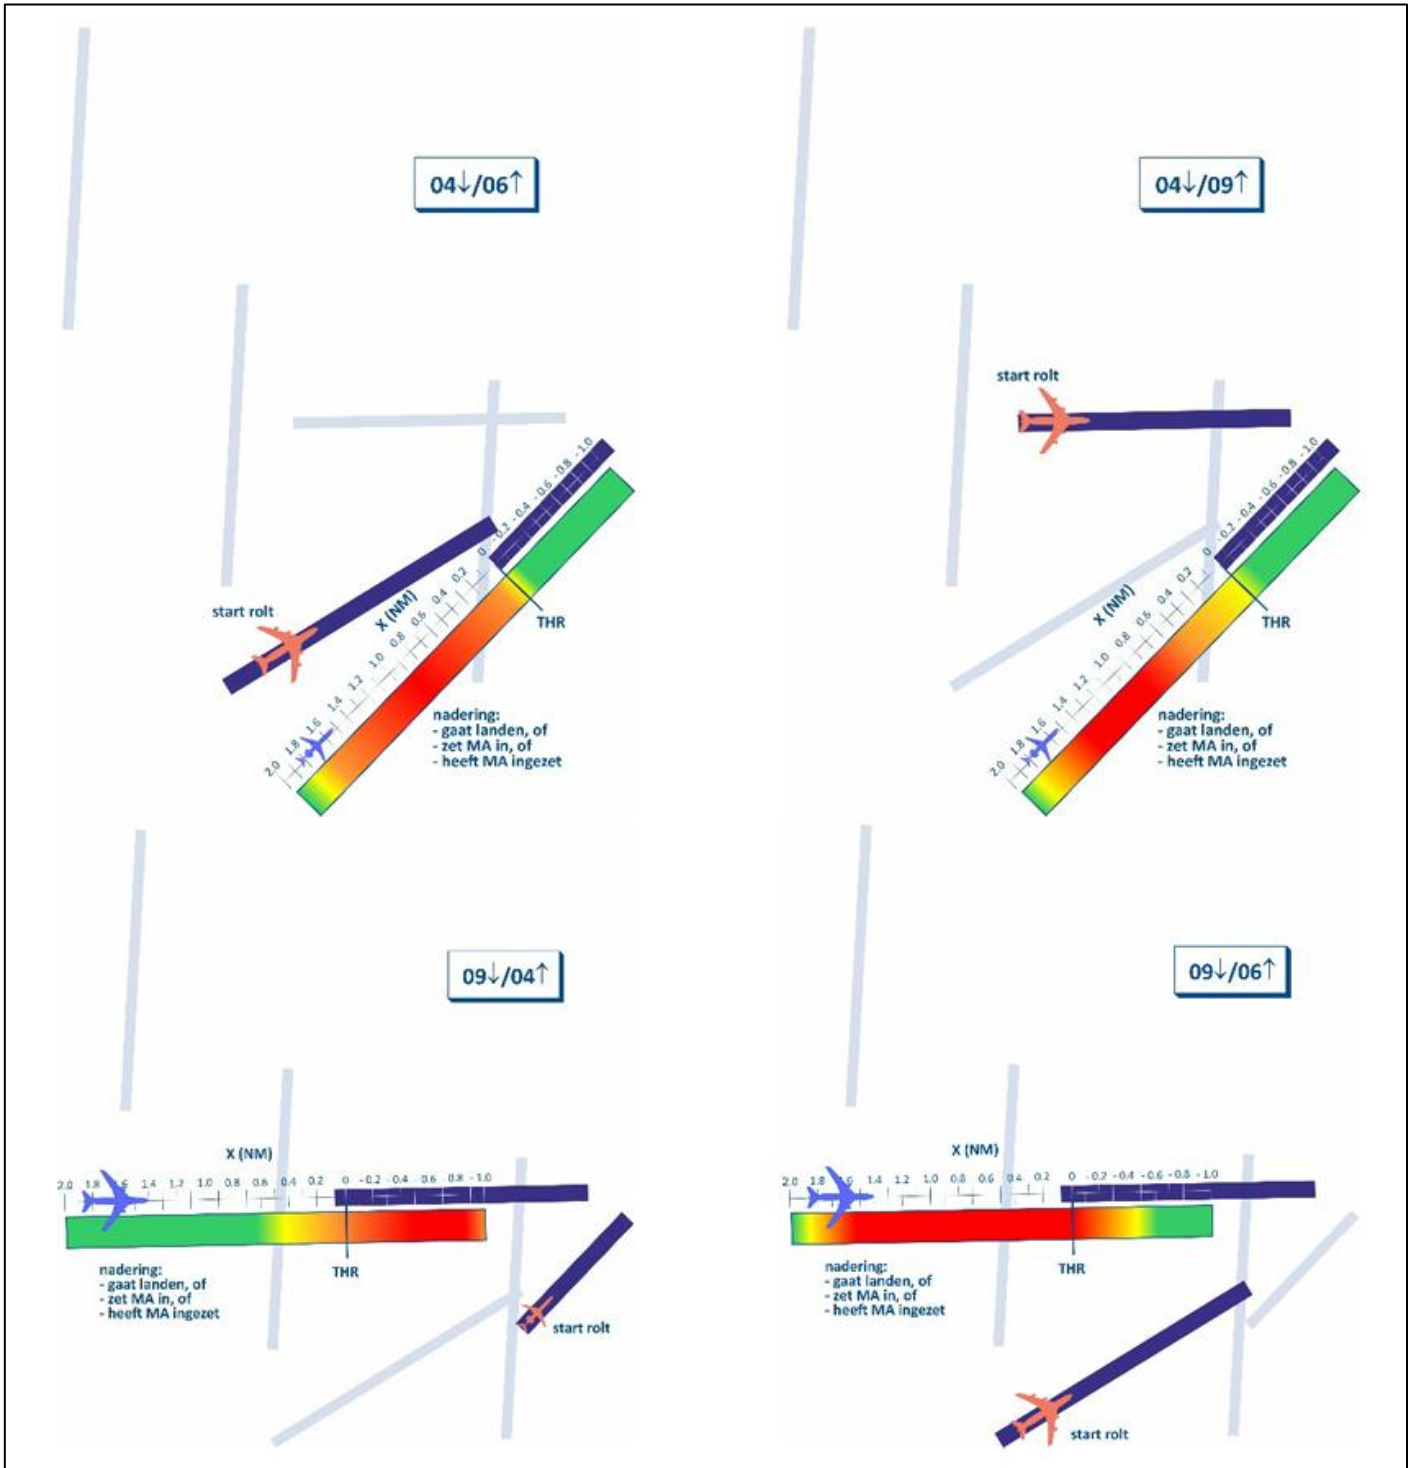 04↓/06↑
0 - 0.2 - 0.4 - 0.6 - 0.8 - 1.0
start rolt
X (NM)
2.0 1.8 1.6 1.4 1.2 1.0 0.8 0.6 0.4 0.2
THR
nadering:
- gaat landen, of
- zet MA in, of
- heeft MA ingezet
04↓/09↑
start rolt
0 - 0.2 - 0.4 - 0.6 - 0.8 - 1.0
X (NM)
2.0 1.8 1.6 1.4 1.2 1.0 0.8 0.6 0.4 0.2
THR
nadering:
- gaat landen, of
- zet MA in, of
- heeft MA ingezet
09↓/04↑
X (NM)
2.0 1.8 1.6 1.4 1.2 1.0 0.8 0.6 0.4 0.2 0 - 0.2 - 0.4 0.6 0.8 - 1.0
THR
nadering:
- gaat landen, of
- zet MA in, of
- heeft MA ingezet
start rolt
09↓/06↑
X (NM)
2.0 1.8 1.6 1.4 1.2 1.0 0.8 0.6 0.4 0.2 0 - 0.2 - 0.4 - 0.6 - 0.8 - 1.0
THR
nadering:
- gaat landen, of
- zet MA in, of
- heeft MA ingezet
start rolt